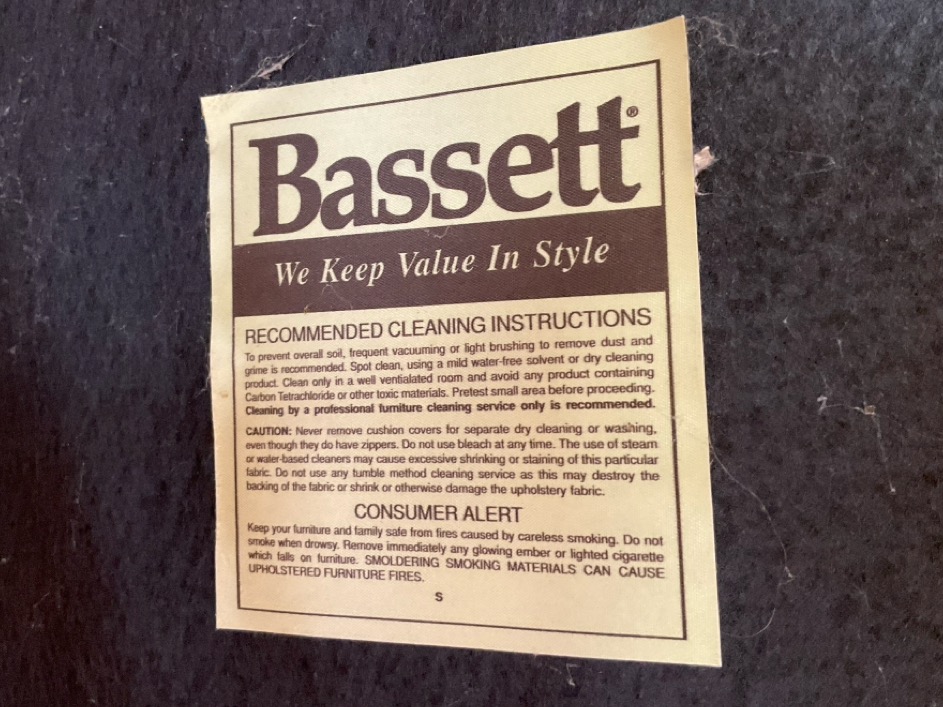 Bassett®
We Keep Value In Style
RECOMMENDED CLEANING INSTRUCTIONS
To prevent overall soil, frequent vacuuming or light brushing to remove dust and
grime is recommended. Spot clean, using a mild water-free solvent or dry cleaning
product. Clean only in a well ventialated room and avoid any product containing
Carbon Tetrachloride or other toxic materials. Pretest small area before proceeding.
Cleaning by a professional furniture cleaning service only is recommended.
CAUTION: Never remove cushion covers for separate dry cleaning or washing,
even though they do have zippers. Do not use bleach at any time. The use of steam
or water-based cleaners may cause excessive shrinking or staining of this particular
fabric. Do not use any tumble method cleaning service as this may destroy the
backing of the fabric or shrink or otherwise damage the upholstery fabric.
CONSUMER ALERT
Keep your furniture and family safe from fires caused by careless smoking. Do not
smoke when drowsy. Remove immediately any glowing ember or lighted cigarette
which falls on furniture. SMOLDERING SMOKING MATERIALS CAN CAUSE
UPHOLSTERED FURNITURE FIRES.
S